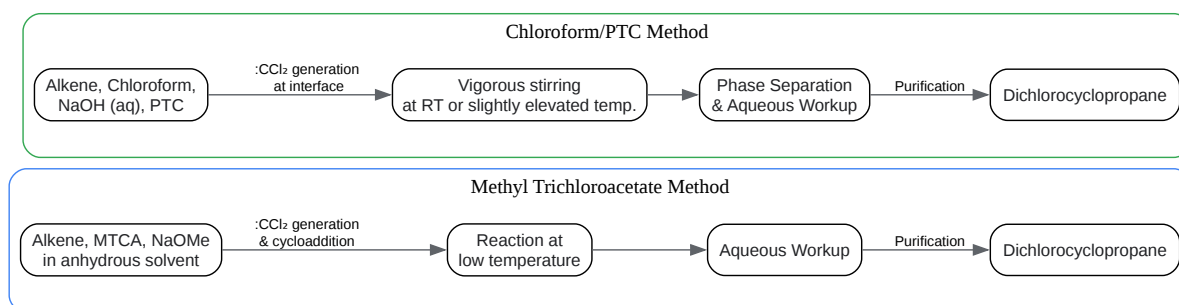 Chloroform/PTC Method
Alkene, Chloroform,
NaOH (aq), PTC
:CCl₂ generation
at interface
Vigorous stirring
at RT or slightly elevated temp.
Phase Separation
& Aqueous Workup
Purification
Dichlorocyclopropane
Methyl Trichloroacetate Method
Alkene, MTCA, NaOMe
in anhydrous solvent
:CCl₂ generation
& cycloaddition
Reaction at
low temperature
Aqueous Workup
Purification
Dichlorocyclopropane